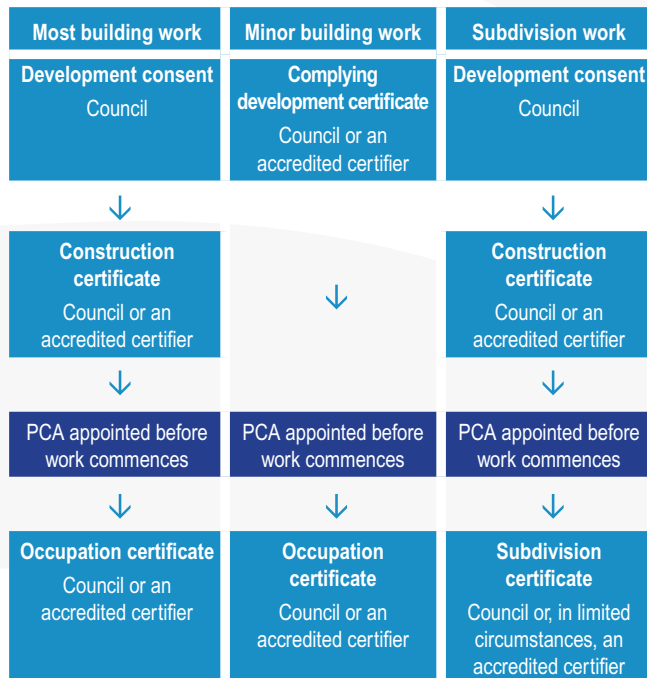 Most building work
Minor building work
Subdivision work
Development consent
Council
Complying
development certificate
Council or an
accredited certifier
Development consent
Council
Construction
certificate
Council or an
accredited certifier
Construction
certificate
Council or an
accredited certifier
PCA appointed before
work commences
PCA appointed before
work commences
PCA appointed before
work commences
Occupation certificate
Council or an
accredited certifier
Occupation
certificate
Council or an
accredited certifier
Subdivision
certificate
Council or, in limited
circumstances, an
accredited certifier